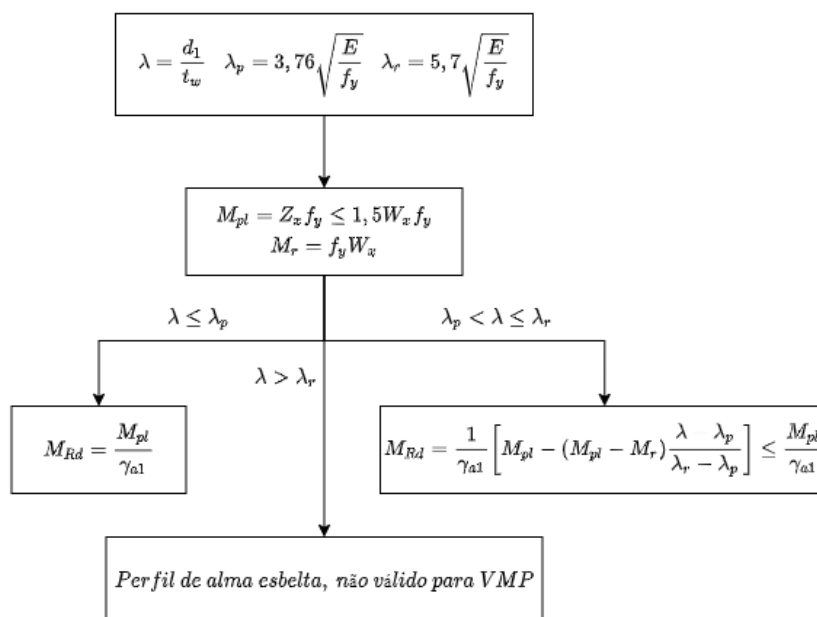 λ = d₁/t_w   λ_p = 3,76√(E/f_y)   λ_r = 5,7√(E/f_y)
M_pl = Z_x f_y ≤ 1,5W_x f_y
M_r = f_y W_x
λ ≤ λ_p
λ_p < λ ≤ λ_r
λ > λ_r
M_Rd = M_pl/γ_a1
M_Rd = 1/γ_a1 [M_pl − (M_pl − M_r) (λ − λ_p)/(λ_r − λ_p)] ≤ M_pl/γ_a1
Perfil de alma esbelta, não válido para VMP